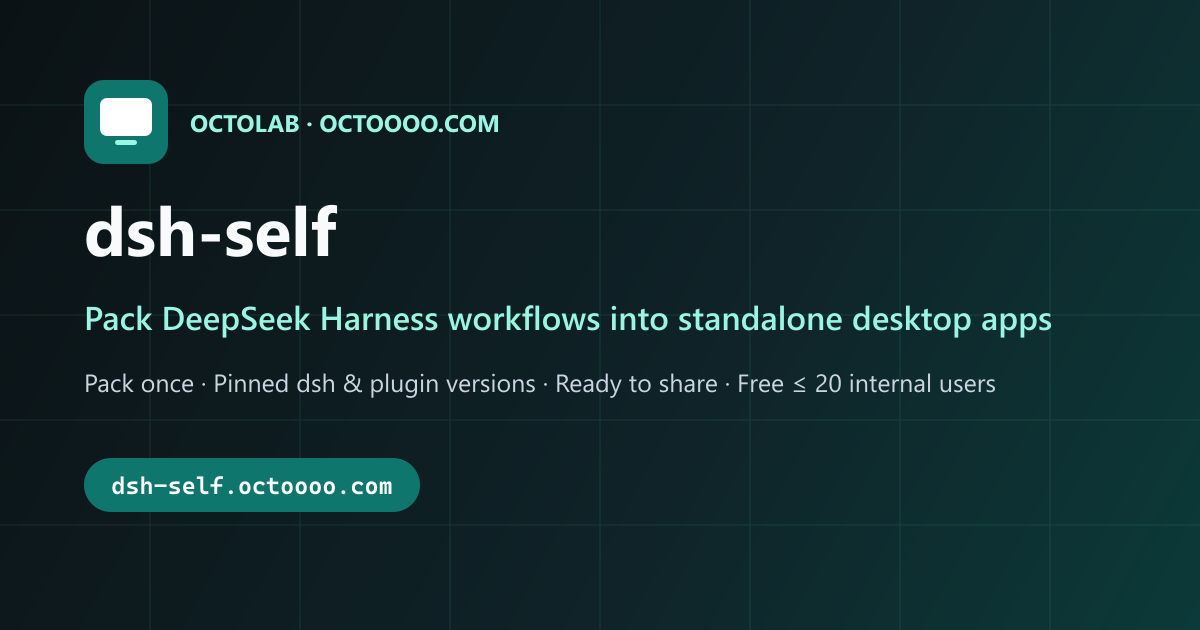 OCTOLAB · OCTOOOO.COM
dsh-self
Pack DeepSeek Harness workflows into standalone desktop apps
Pack once · Pinned dsh & plugin versions · Ready to share · Free ≤ 20 internal users
dsh-self.octoooo.com